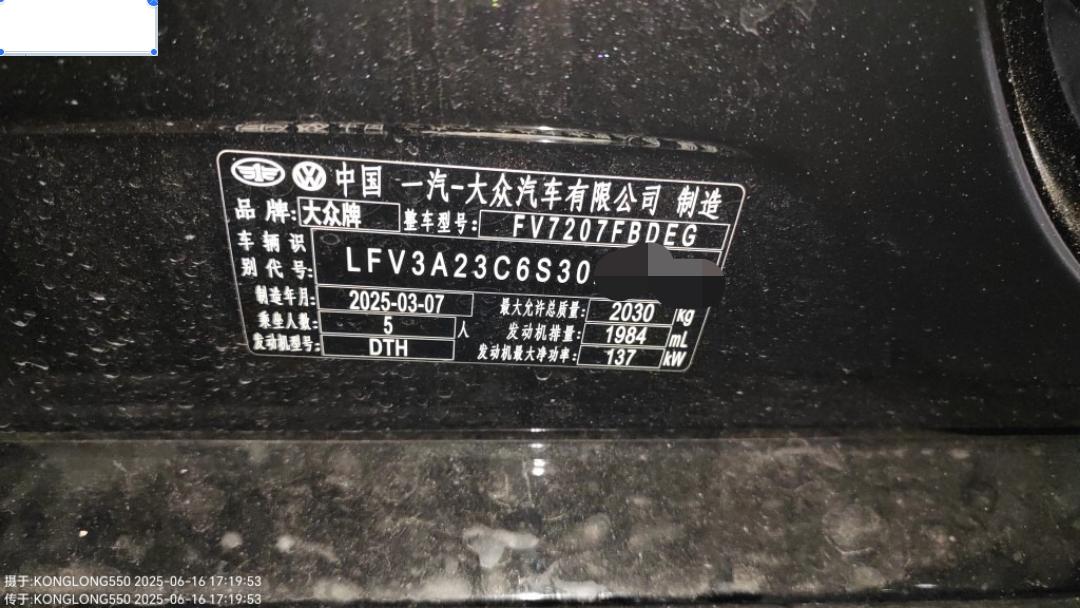 中国 一汽-大众汽车有限公司 制造
品牌: 大众牌 整车型号: FV7207FBDEG
车辆识别代号: LFV3A23C6S30
制造年月: 2025-03-07 最大允许总质量: 2030 kg
乘坐人数: 5 人 发动机排量: 1984 mL
发动机型号: DTH 发动机最大净功率: 137 kW
摄于:KONGLONG550 2025-06-16 17:19:53
传于:KONGLONG550 2025-06-16 17:19:53